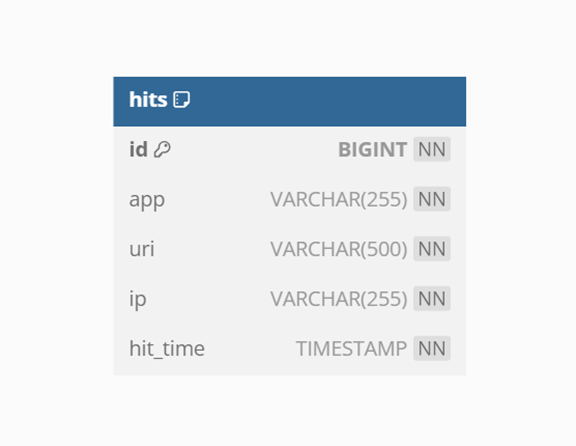 hits
id BIGINT NN
app VARCHAR(255) NN
uri VARCHAR(500) NN
ip VARCHAR(255) NN
hit_time TIMESTAMP NN